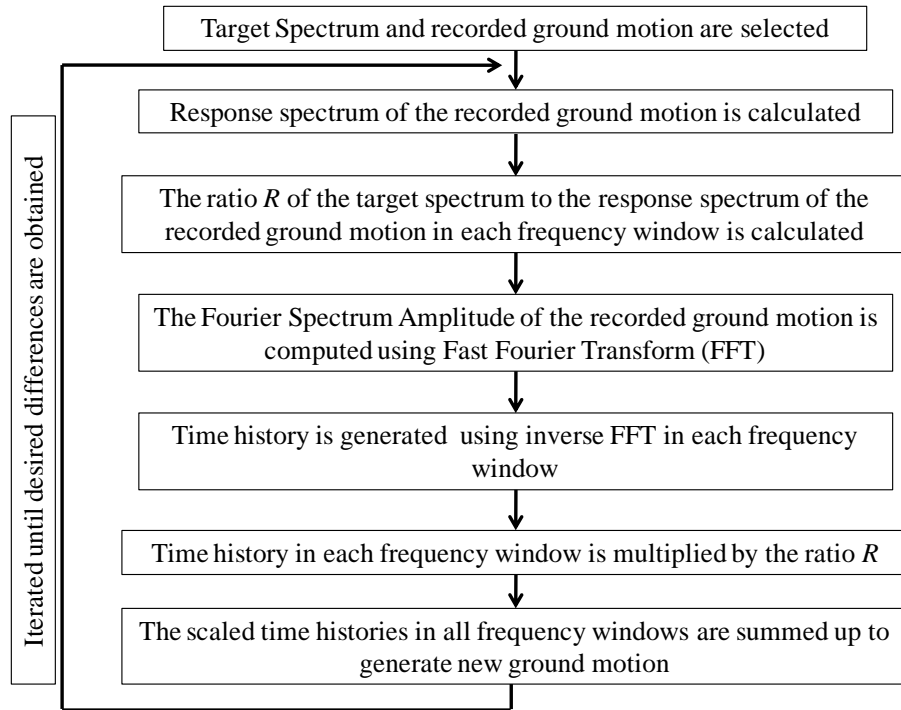 Target Spectrum and recorded ground motion are selected
Response spectrum of the recorded ground motion is calculated
The ratio R of the target spectrum to the response spectrum of the
recorded ground motion in each frequency window is calculated
The Fourier Spectrum Amplitude of the recorded ground motion is
computed using Fast Fourier Transform (FFT)
Time history is generated using inverse FFT in each frequency
window
Time history in each frequency window is multiplied by the ratio R
The scaled time histories in all frequency windows are summed up to
generate new ground motion
Iterated until desired differences are obtained